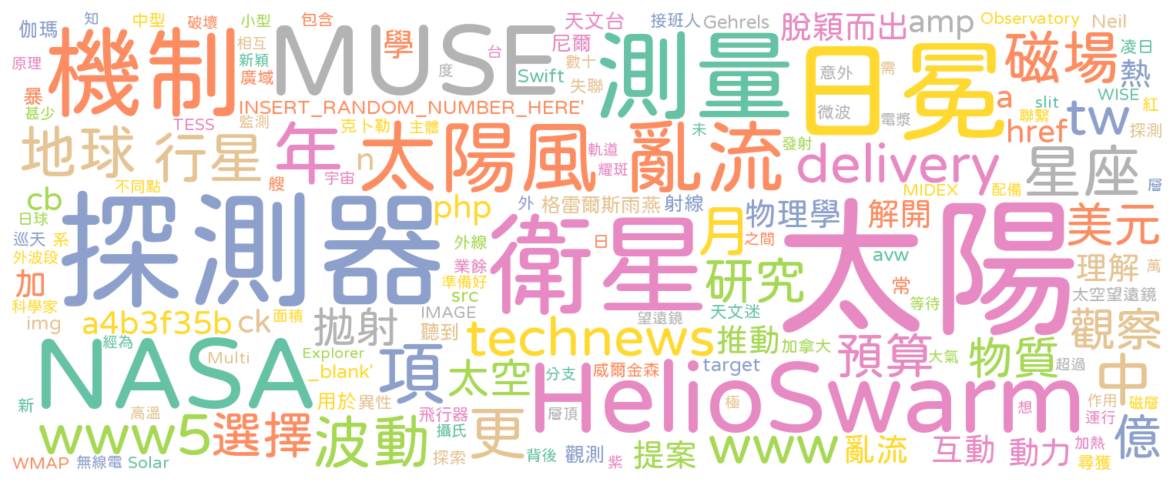 伽瑪 知 中型 破壞 小型 包含 天文台 接班人 Gehrels 脫穎而出 amp Observatory Neil
原理 機制 相互 新穎 廣域 MUSE 學 台 度 Swift 尼爾 數十 失聯 測量 意外 日冕 需 磁場 凌日 熱
暴 甚少 TESS INSERT_RANDOM_NUMBER_HERE' 監測 克卜勒 主體 微波 電漿 a slit WISE 紅
地球 行星 年 宇宙 n 太陽風 亂流 軌道 耀斑 未 發射 href 聯繫 tw 探測
艘 不同點 delivery MIDEX 配備 星座 層
cb 日球 巡天 系 探測器 php 外 格雷爾斯雨燕 射線 月 物理學 之間 解開 美元
外波段 加 外線 業餘 衛星 日 研究 avw 太陽 常 理解 萬
科學家 img a4b3f35b 面積 ck 拋射 準備好 src IMAGE 望遠鏡 天文迷 等待 太空望遠鏡
經為 聽到 technews 推動 加拿大 觀察
NASA Multi Explorer _blank' 項 太空 分支 威爾金森 target 預算 大氣 物質 超過 中
新 高溫 用於 異性 飛行器 層頂 HelioSwarm 極 想 作用 運行 磁層
www5 選擇 波動 攝氏 更 億
WMAP 無線電 Solar 探索 背後 觀測 紫 提案 www 亂流 互動 動力 加熱 尋獲